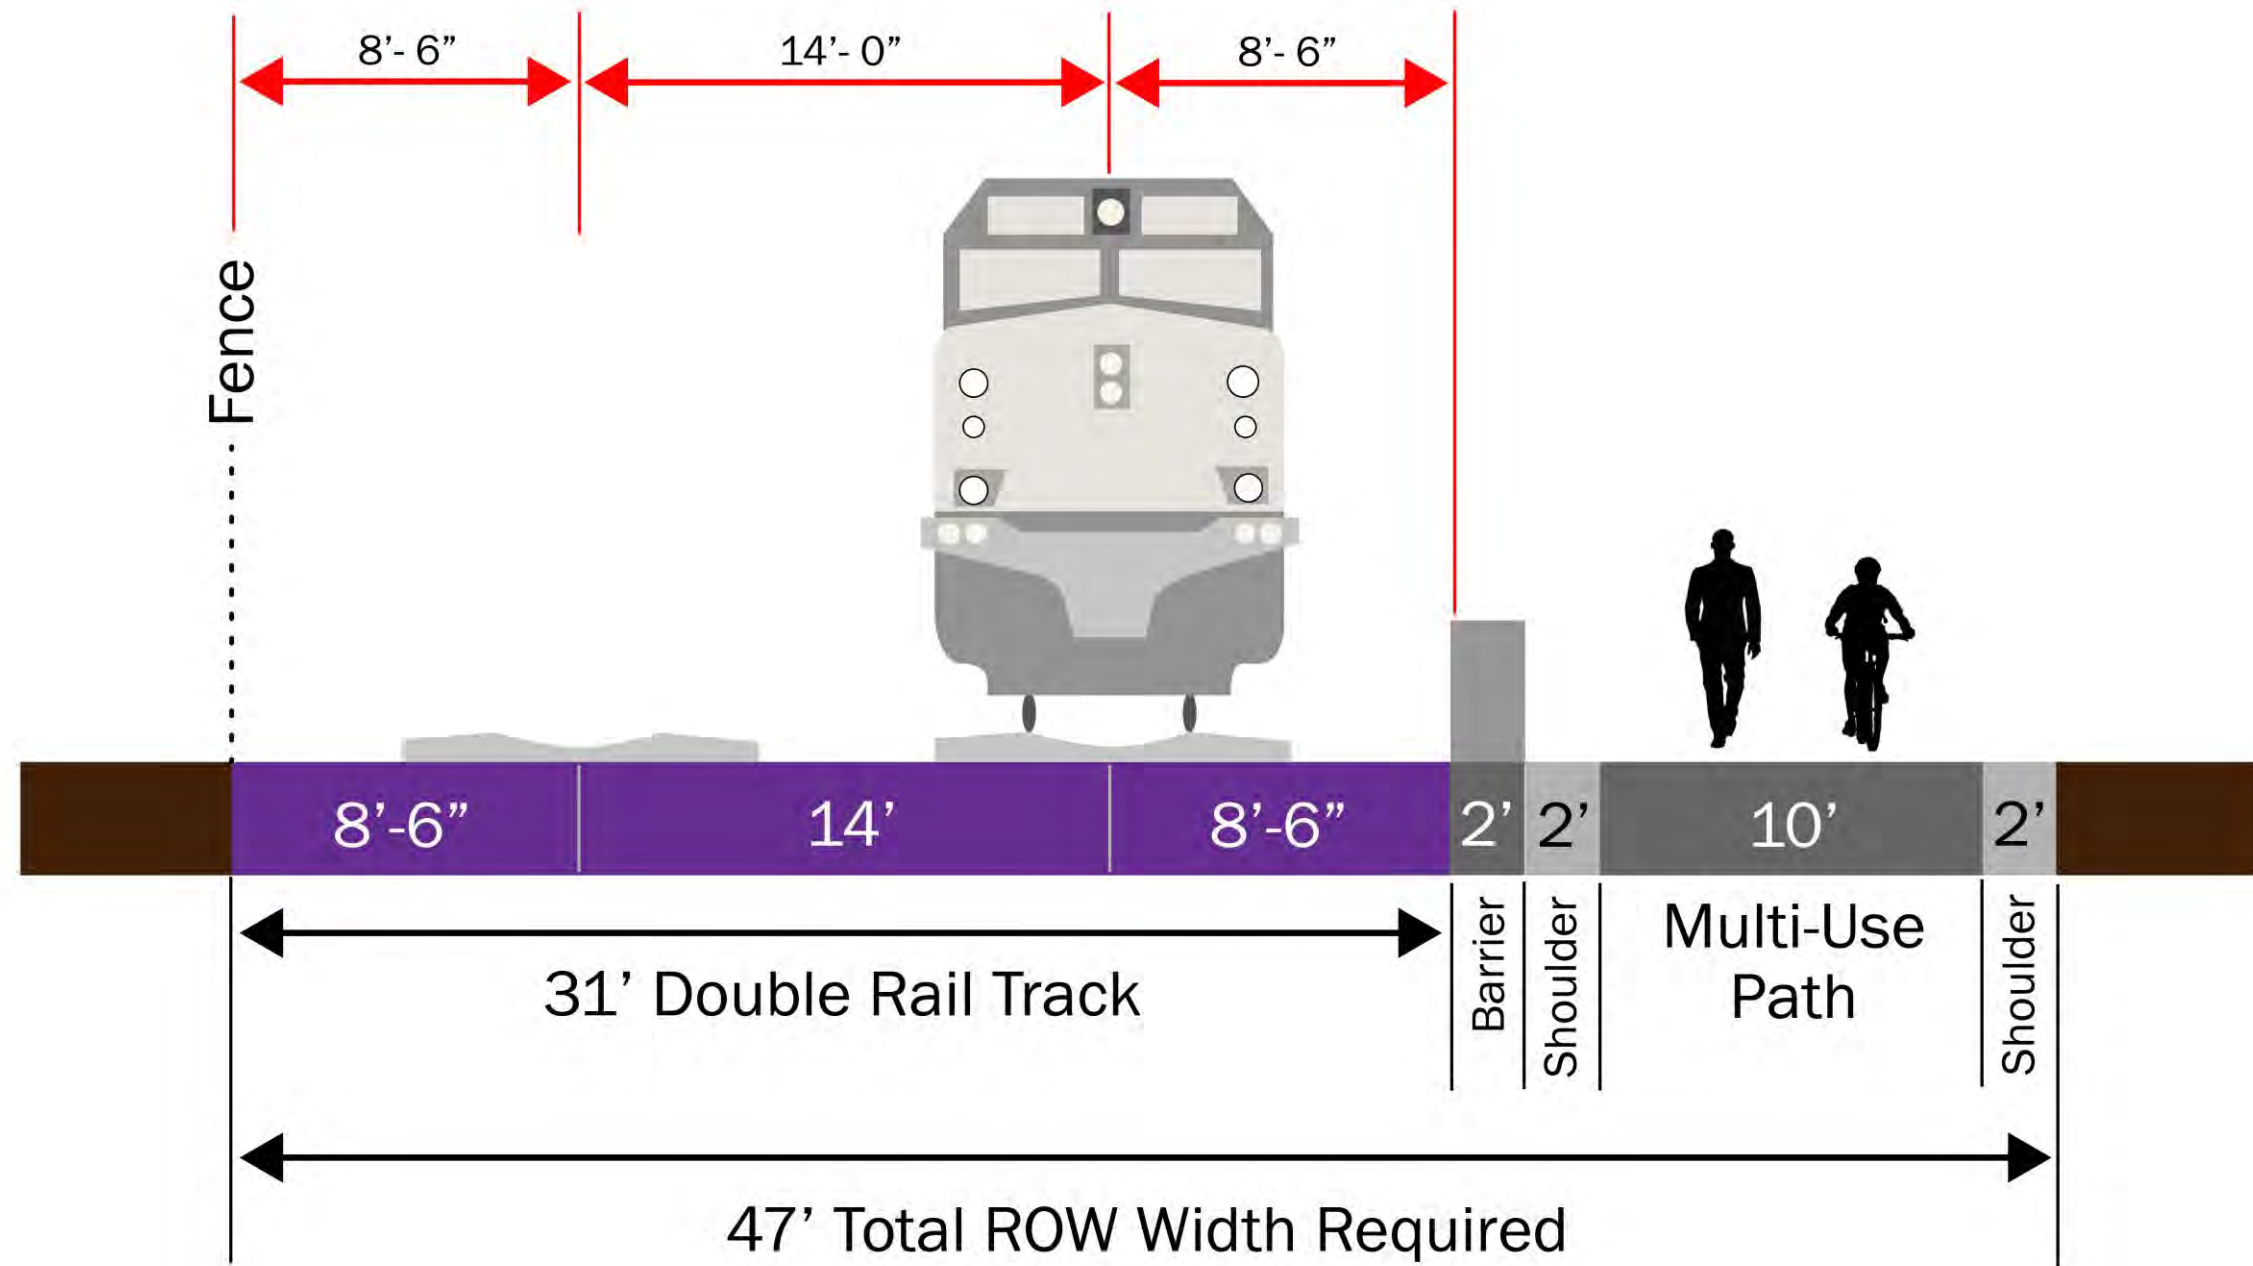 8’- 6”
14’- 0”
8’- 6”
Fence
8’-6”
14’
8’-6”
2’
2’
10’
2’
31’ Double Rail Track
Barrier
Shoulder
Multi-Use
Path
Shoulder
47’ Total ROW Width Required